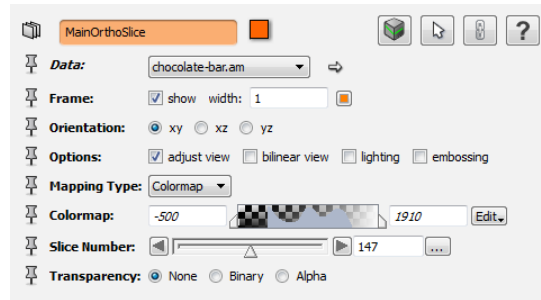 MainOrthoSlice ?
Data: chocolate-bar.am
Frame: show width: 1
Orientation: xy xz yz
Options: adjust view bilinear view lighting embossing
Mapping Type: Colormap
Colormap: -500 1910 Edit
Slice Number: 147 ...
Transparency: None Binary Alpha